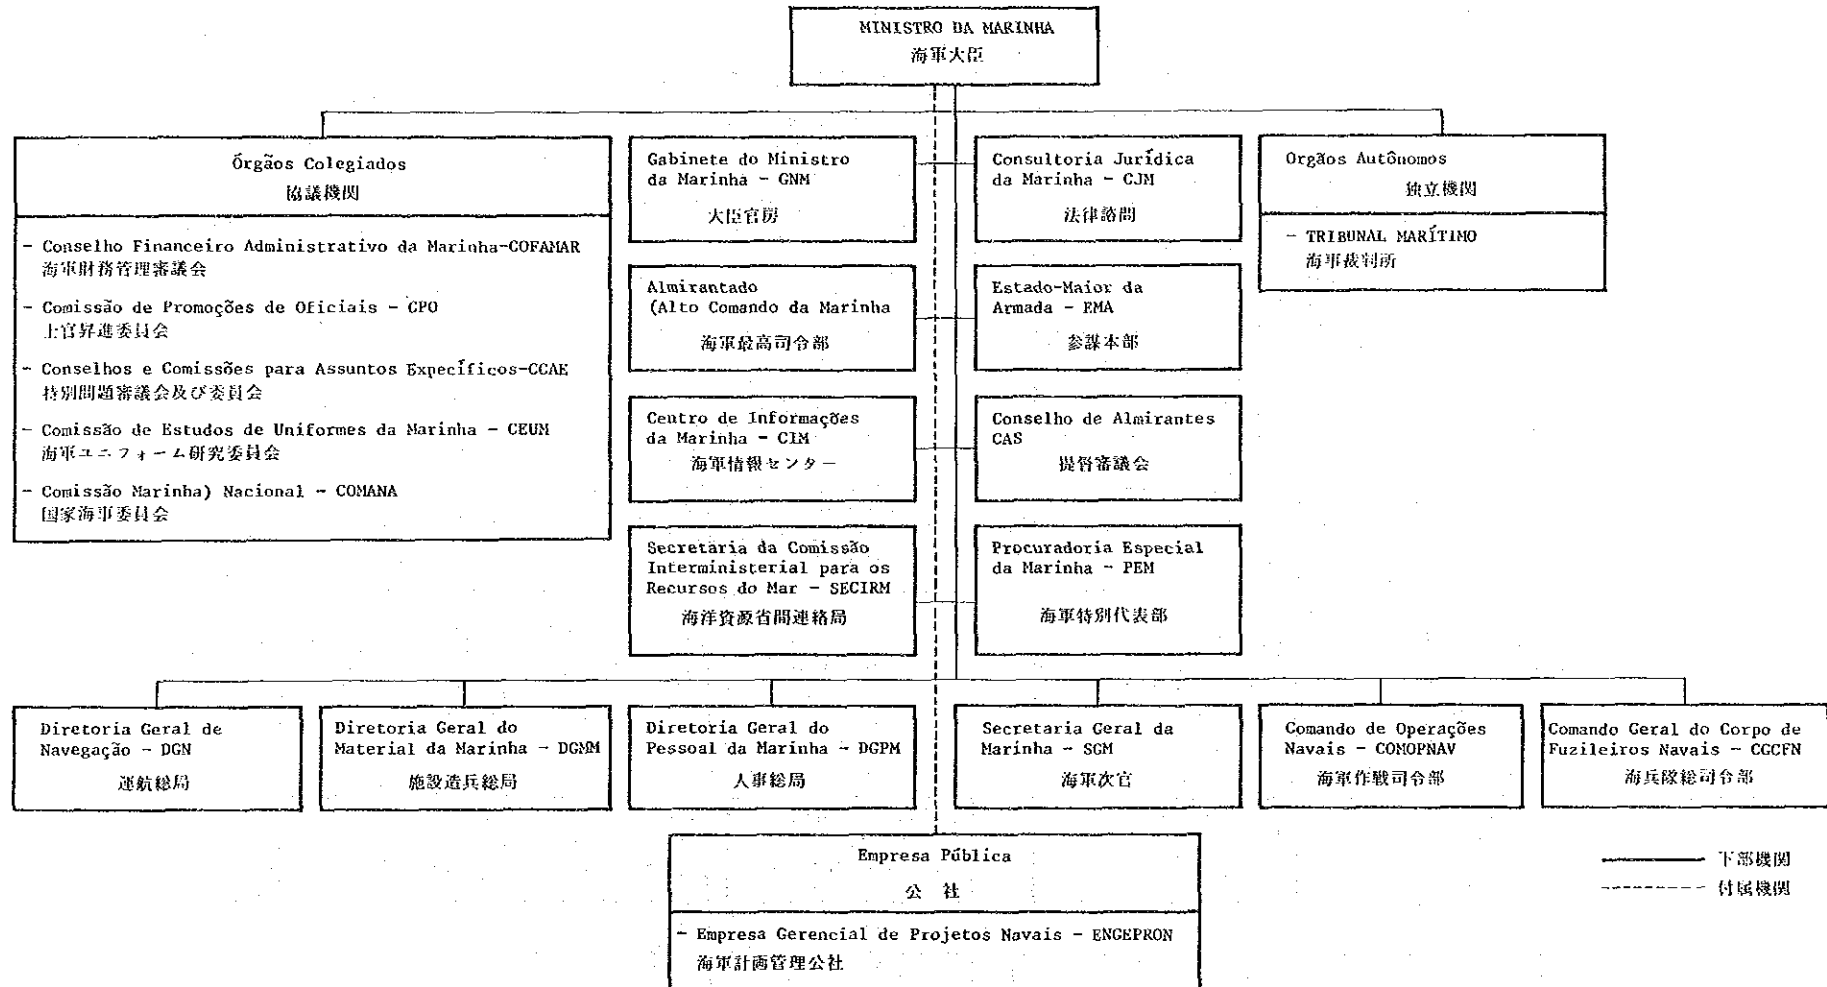 MINISTRO DA MARINHA
海軍大臣
Órgãos Colegiados
協議機関
- Conselho Financeiro Administrativo da Marinha-COFAMAR
海軍財務管理審議会
- Comissão de Promoções de Oficiais - CPO
士官昇進委員会
- Conselhos e Comissões para Assuntos Expecíficos-CCAE
特別問題審議会及び委員会
- Comissão de Estudos de Uniformes da Marinha - CEUM
海軍ユニフォーム研究委員会
- Comissão Marinha) Nacional - COMANA
国家海事委員会
Gabinete do Ministro
da Marinha - GNM
大臣官房
Consultoria Jurídica
da Marinha - CJM
法律諮問
Orgãos Autônomos
独立機関
- TRIBUNAL MARÍTIMO
海軍裁判所
Almirantado
(Alto Comando da Marinha
海軍最高司令部
Estado-Maior da
Armada - EMA
参謀本部
Centro de Informações
da Marinha - CIM
海軍情報センター
Conselho de Almirantes
CAS
提督審議会
Secretaria da Comissão
Interministerial para os
Recursos do Mar - SECIRM
海洋資源省間連絡局
Procuradoria Especial
da Marinha - PEM
海軍特別代表部
Diretoria Geral de
Navegação - DGN
運航総局
Diretoria Geral do
Material da Marinha - DGMM
施設造兵総局
Diretoria Geral do
Pessoal da Marinha - DGPM
人事総局
Secretaria Geral da
Marinha - SGM
海軍次官
Comando de Operações
Navais - COMOPNAV
海軍作戦司令部
Comando Geral do Corpo de
Fuzileiros Navais - CGCFN
海兵隊総司令部
Empresa Pública
公 社
- Empresa Gerencial de Projetos Navais - ENGEPRON
海軍計画管理公社
下部機関
付属機関